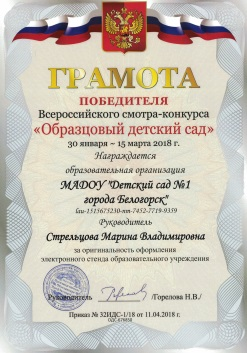 ГРАМОТА
ПОБЕДИТЕЛЯ
Всероссийского смотра-конкурса
«Образцовый детский сад»
30 января ~ 15 марта 2018 г.
Награждается
образовательная организация
МАДОУ "Детский сад №1
города Белогорск"
Руководитель
Стрельцова Марина Владимировна
за оригинальность оформления
электронного стенда образовательного учреждения
Руководитель /Горелова Н.В./
Приказ № 32ИДС-1/18 от 11.04.2018 г.